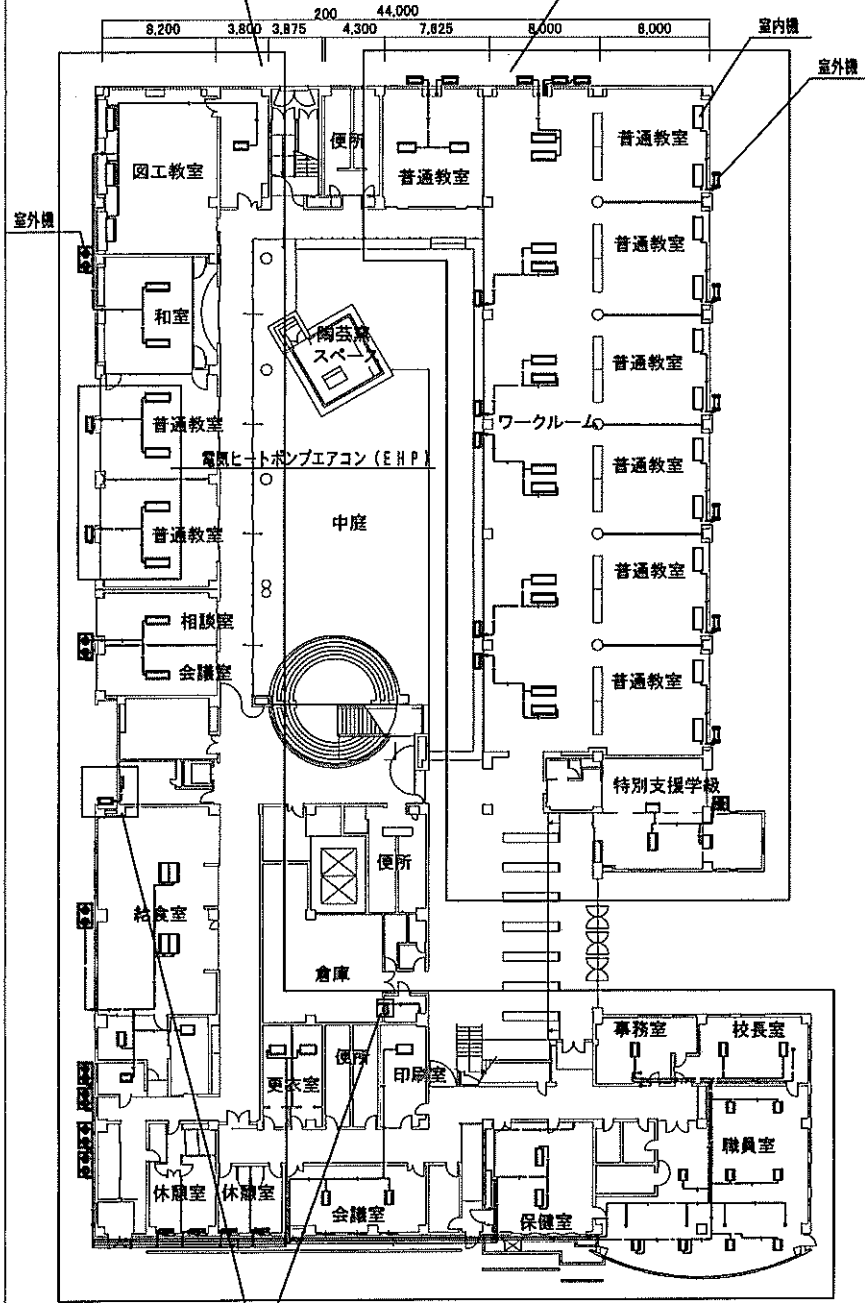 200
44,000
8,200
3,800
3,875
4,300
7,625
8,000
8,000
室内機
室外機
便所
普通教室
図工教室
普通教室
室外機
普通教室
和室
陶芸窯
スペース
普通教室
普通教室
ワークルーム
電気ヒートポンプエアコン(EHP)
普通教室
中庭
普通教室
普通教室
相談室
会議室
普通教室
特別支援学級
便所
給食室
倉庫
事務室
校長室
更衣室
便所
印刷室
職員室
休憩室
休憩室
会議室
保健室